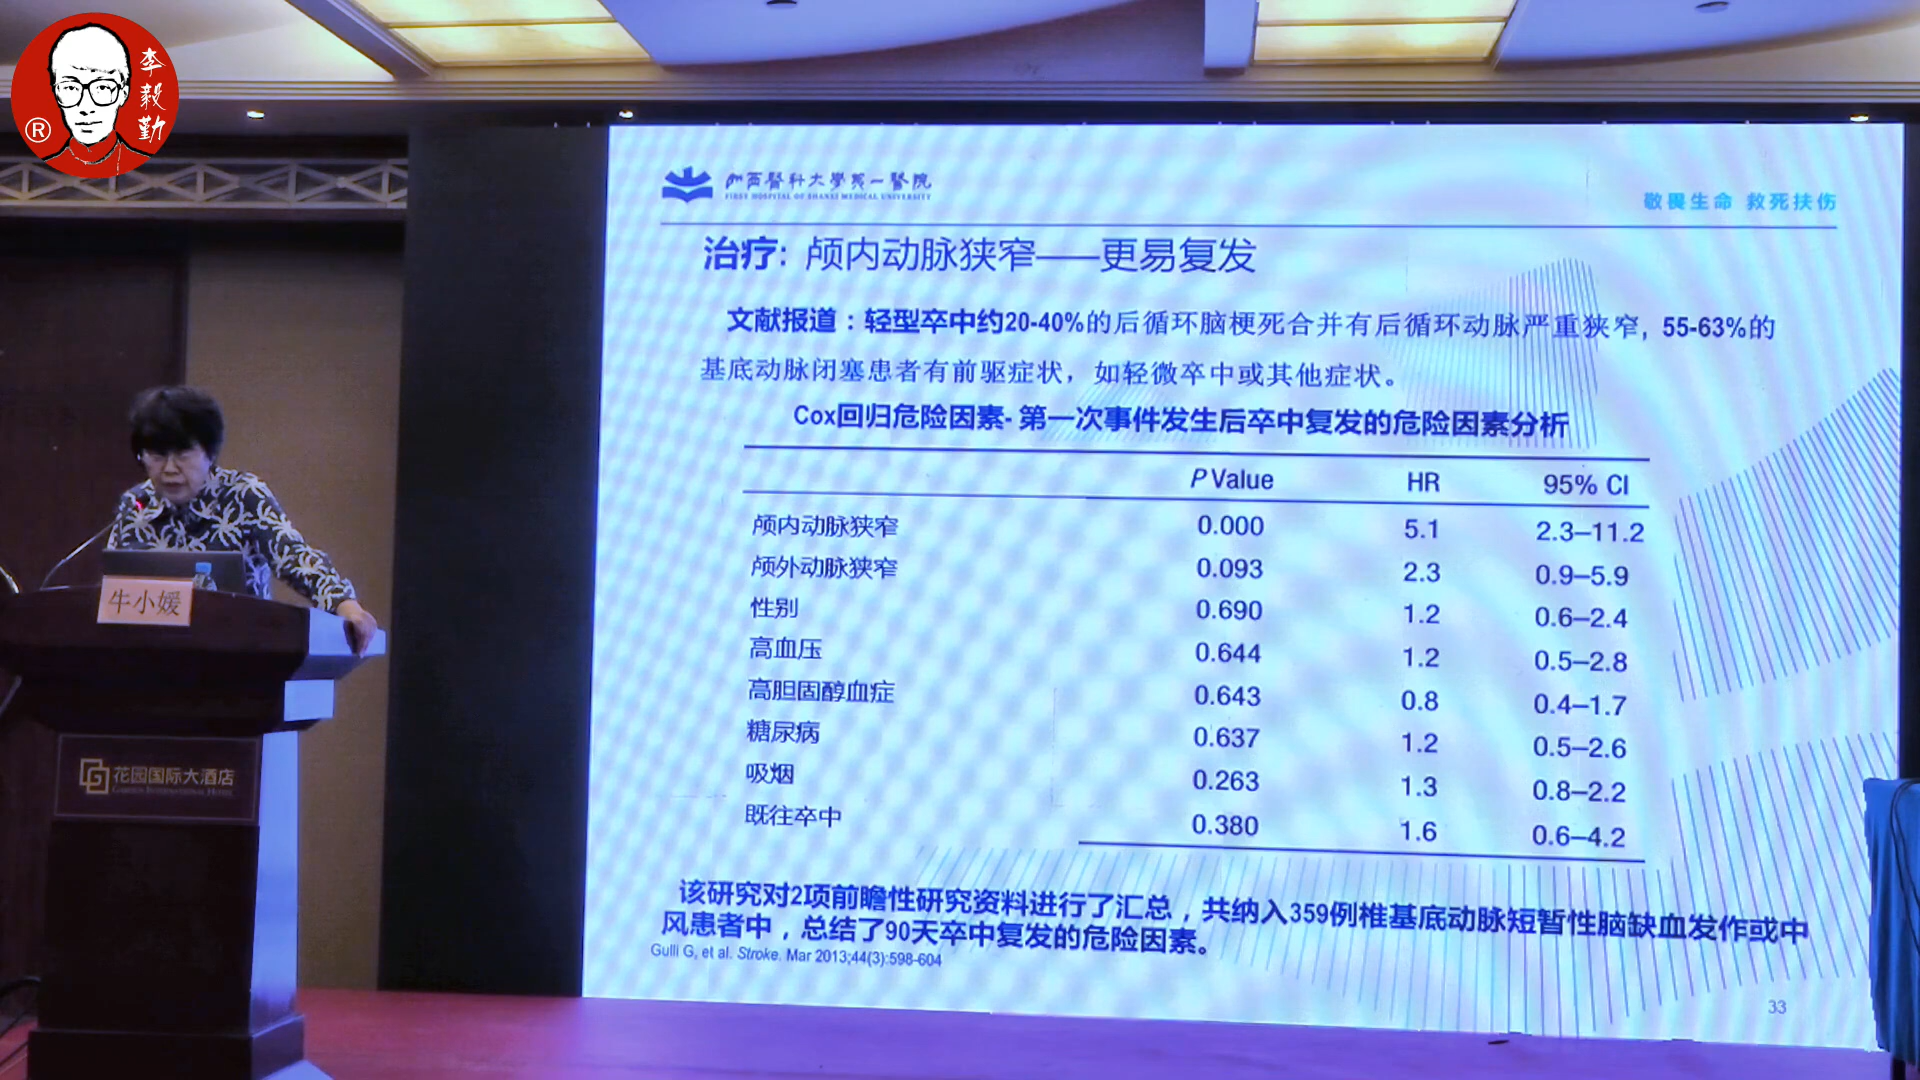 李毅勤
®
山西醫科大學第一醫院
FIRST HOSPITAL OF SHANXI MEDICAL UNIVERSITY
敬畏生命 救死扶伤
治疗：颅内动脉狭窄——更易复发
文献报道：轻型卒中约20-40%的后循环脑梗死合并有后循环动脉严重狭窄, 55-63%的
基底动脉闭塞患者有前驱症状，如轻微卒中或其他症状。
Cox回归危险因素- 第一次事件发生后卒中复发的危险因素分析
P Value HR 95% CI
颅内动脉狭窄 0.000 5.1 2.3–11.2
颅外动脉狭窄 0.093 2.3 0.9–5.9
性别 0.690 1.2 0.6–2.4
高血压 0.644 1.2 0.5–2.8
高胆固醇血症 0.643 0.8 0.4–1.7
糖尿病 0.637 1.2 0.5–2.6
吸烟 0.263 1.3 0.8–2.2
既往卒中 0.380 1.6 0.6–4.2
该研究对2项前瞻性研究资料进行了汇总，共纳入359例椎基底动脉短暂性脑缺血发作或中
风患者中，总结了90天卒中复发的危险因素。
Gulli G, et al. Stroke. Mar 2013;44(3):598-604
33
牛小媛
花园国际大酒店
GARDEN INTERNATIONAL HOTEL